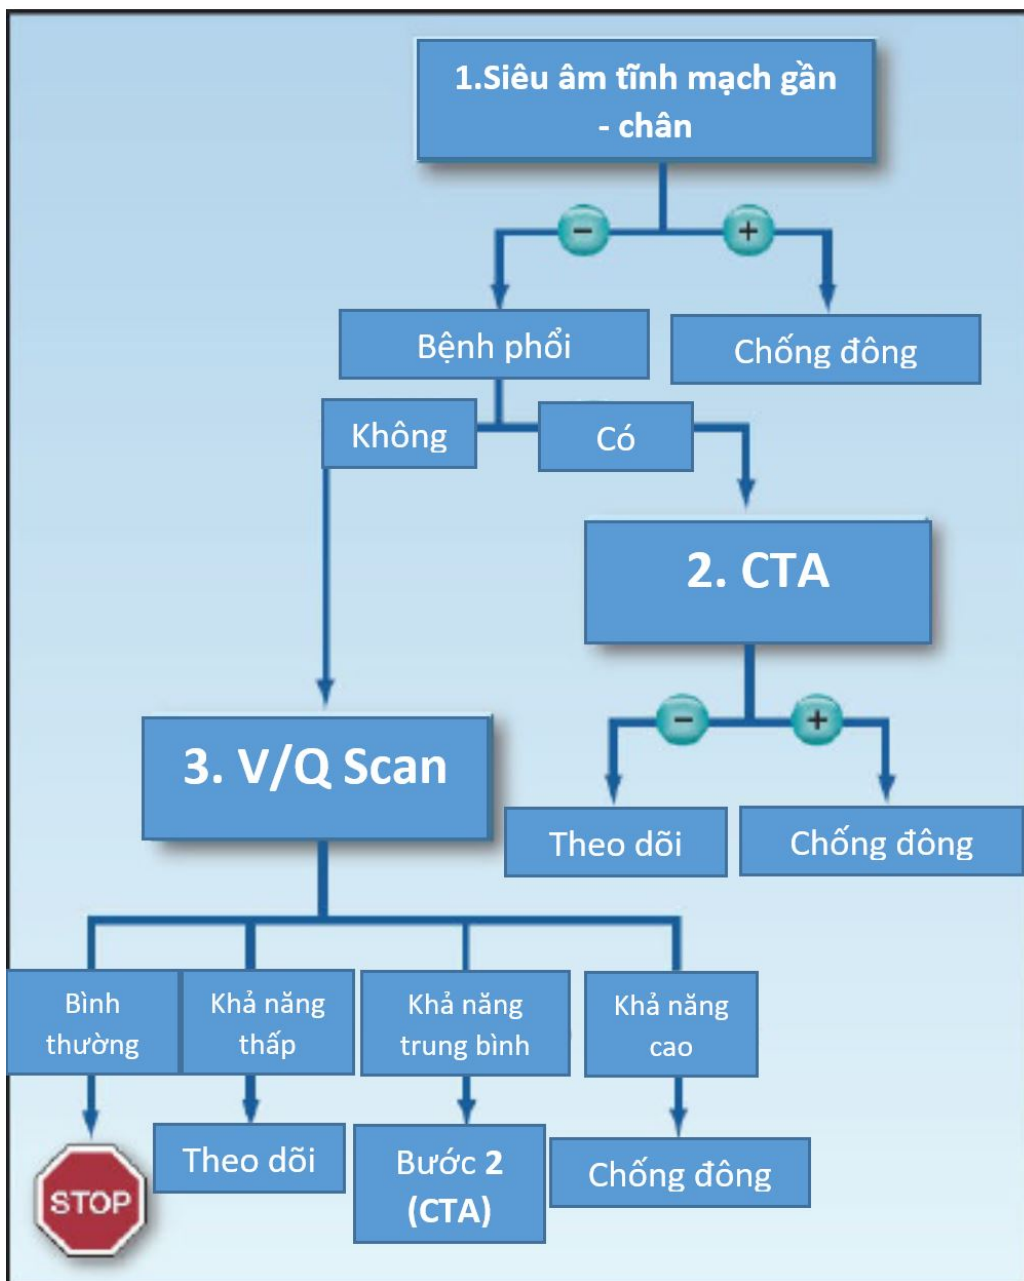 1.Siêu âm tĩnh mạch gần
- chân
−
+
Bệnh phổi
Chống đông
Không
Có
2. CTA
−
+
3. V/Q Scan
Theo dõi
Chống đông
Bình
thường
Khả năng
thấp
Khả năng
trung bình
Khả năng
cao
STOP
Theo dõi
Bước 2
(CTA)
Chống đông